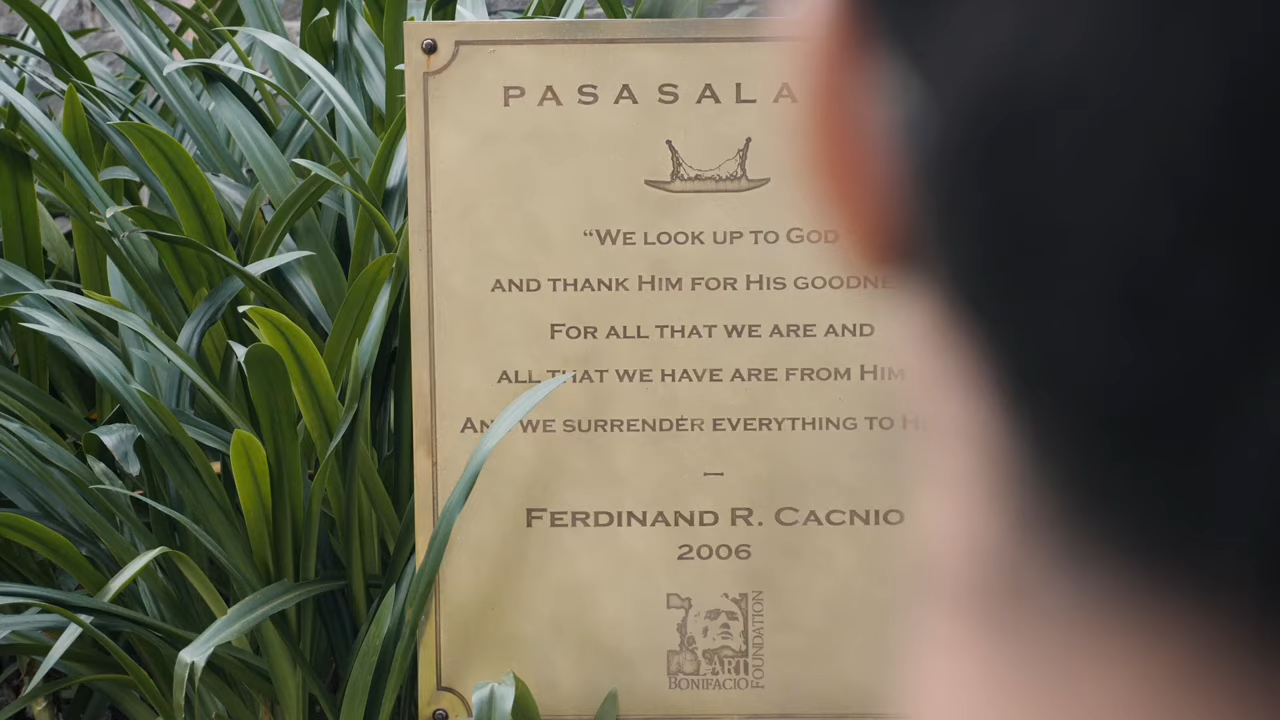 PASASALA
“WE LOOK UP TO GOD
AND THANK HIM FOR HIS GOODNE
FOR ALL THAT WE ARE AND
ALL THAT WE HAVE ARE FROM HIM
AND WE SURRENDER EVERYTHING TO H
—
FERDINAND R. CACNIO
2006
ART
BONIFACIO
FOUNDATION